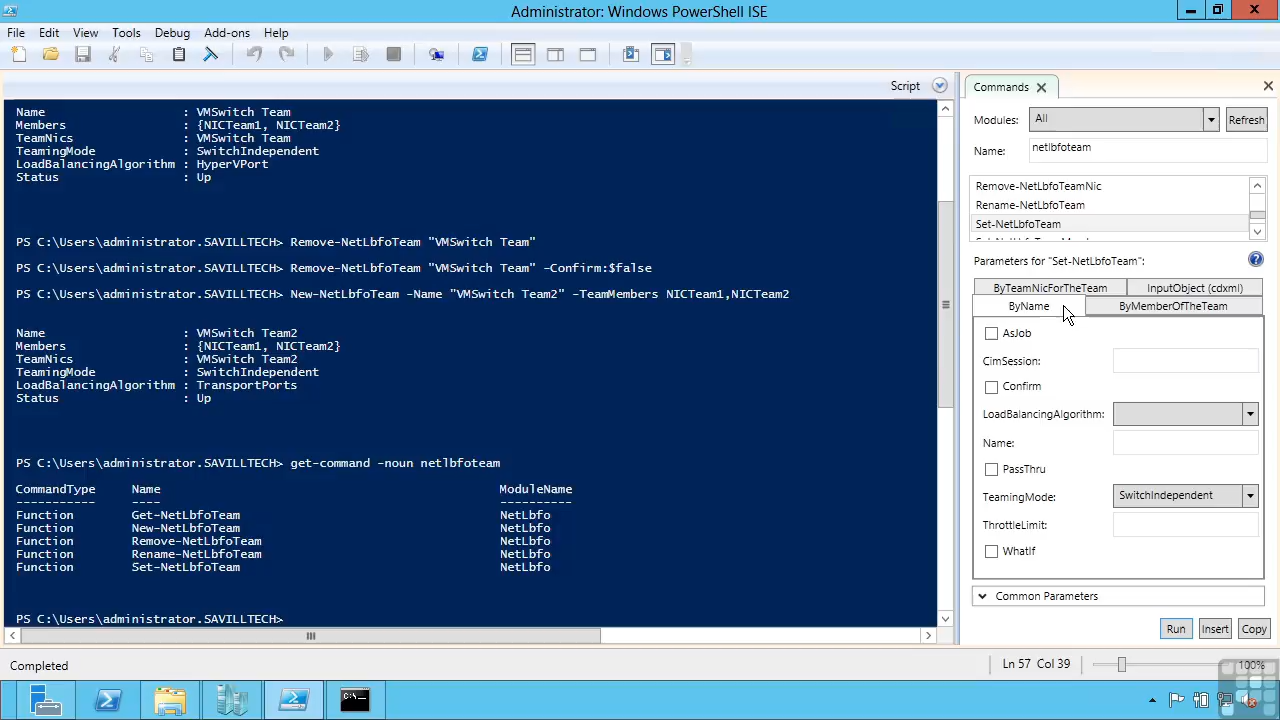 Administrator: Windows PowerShell ISE
File Edit View Tools Debug Add-ons Help
Script
Name : VMSwitch Team
Members : {NICTeam1, NICTeam2}
TeamNics : VMSwitch Team
TeamingMode : SwitchIndependent
LoadBalancingAlgorithm : HyperVPort
Status : Up
PS C:\Users\administrator.SAVILLTECH> Remove-NetLbfoTeam "VMSwitch Team"
PS C:\Users\administrator.SAVILLTECH> Remove-NetLbfoTeam "VMSwitch Team" -Confirm:$false
PS C:\Users\administrator.SAVILLTECH> New-NetLbfoTeam -Name "VMSwitch Team2" -TeamMembers NICTeam1,NICTeam2
Name : VMSwitch Team2
Members : {NICTeam1, NICTeam2}
TeamNics : VMSwitch Team2
TeamingMode : SwitchIndependent
LoadBalancingAlgorithm : TransportPorts
Status : Up
PS C:\Users\administrator.SAVILLTECH> get-command -noun netlbfoteam
CommandType Name ModuleName
----------- ---- ----------
Function Get-NetLbfoTeam NetLbfo
Function New-NetLbfoTeam NetLbfo
Function Remove-NetLbfoTeam NetLbfo
Function Rename-NetLbfoTeam NetLbfo
Function Set-NetLbfoTeam NetLbfo
PS C:\Users\administrator.SAVILLTECH>
Commands
Modules: All Refresh
Name: netlbfoteam
Remove-NetLbfoTeamNic
Rename-NetLbfoTeam
Set-NetLbfoTeam
Parameters for "Set-NetLbfoTeam":
ByTeamNicForTheTeam InputObject (cdxml)
ByName ByMemberOfTheTeam
AsJob
CimSession:
Confirm
LoadBalancingAlgorithm:
Name:
PassThru
TeamingMode: SwitchIndependent
ThrottleLimit:
WhatIf
Common Parameters
Run Insert Copy
Completed
Ln 57 Col 39
100%